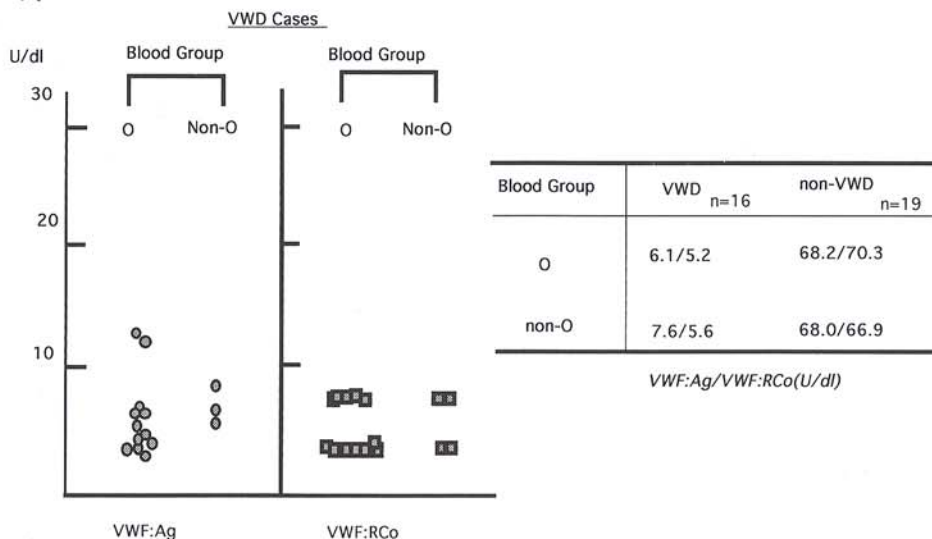 VWD Cases
U/dl
Blood Group
Blood Group
30
O
Non-O
O
Non-O
20
10
VWF:Ag
VWF:RCo
Blood Group VWD n=16 non-VWD n=19
O 6.1/5.2 68.2/70.3
non-O 7.6/5.6 68.0/66.9
VWF:Ag/VWF:RCo(U/dl)